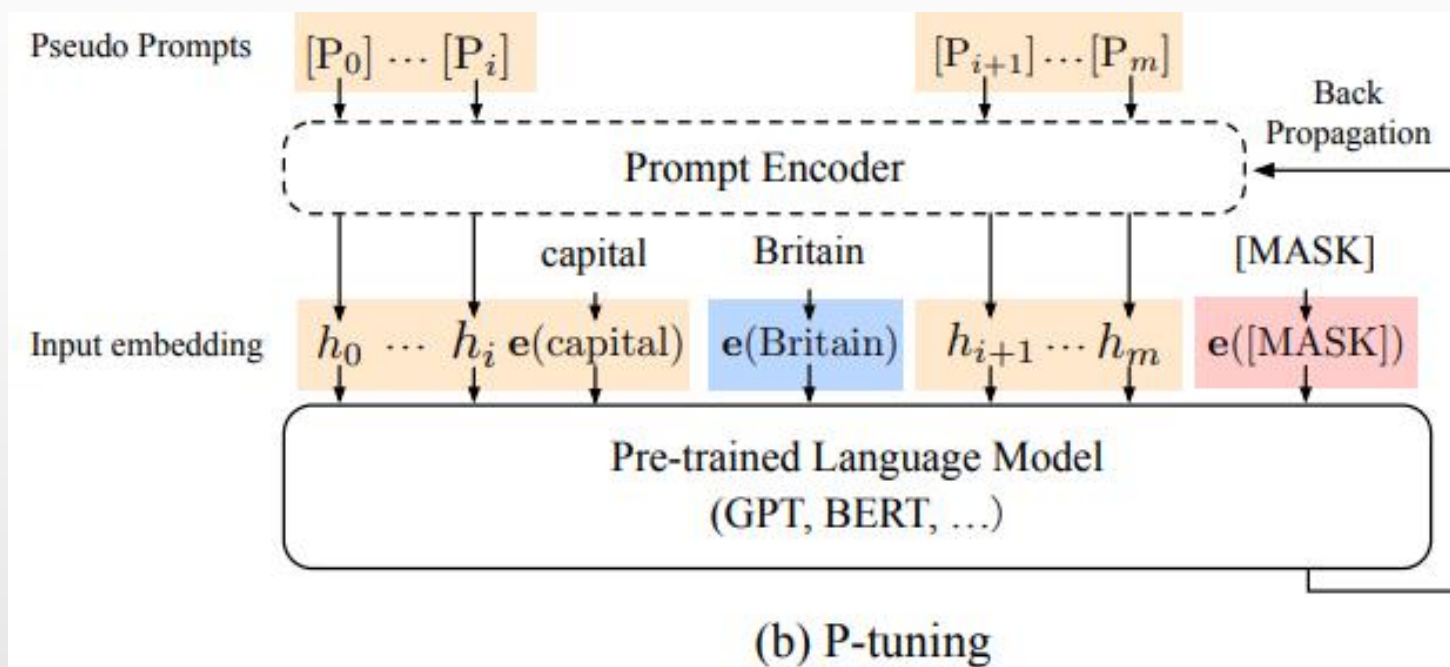 Pseudo Prompts [P₀] ⋯ [Pᵢ] [Pᵢ₊₁] ⋯ [Pₘ]
Back
Propagation
Prompt Encoder
capital Britain [MASK]
Input embedding h₀ ⋯ hᵢ e(capital) e(Britain) hᵢ₊₁ ⋯ hₘ e([MASK])
Pre-trained Language Model
(GPT, BERT, …)
(b) P-tuning